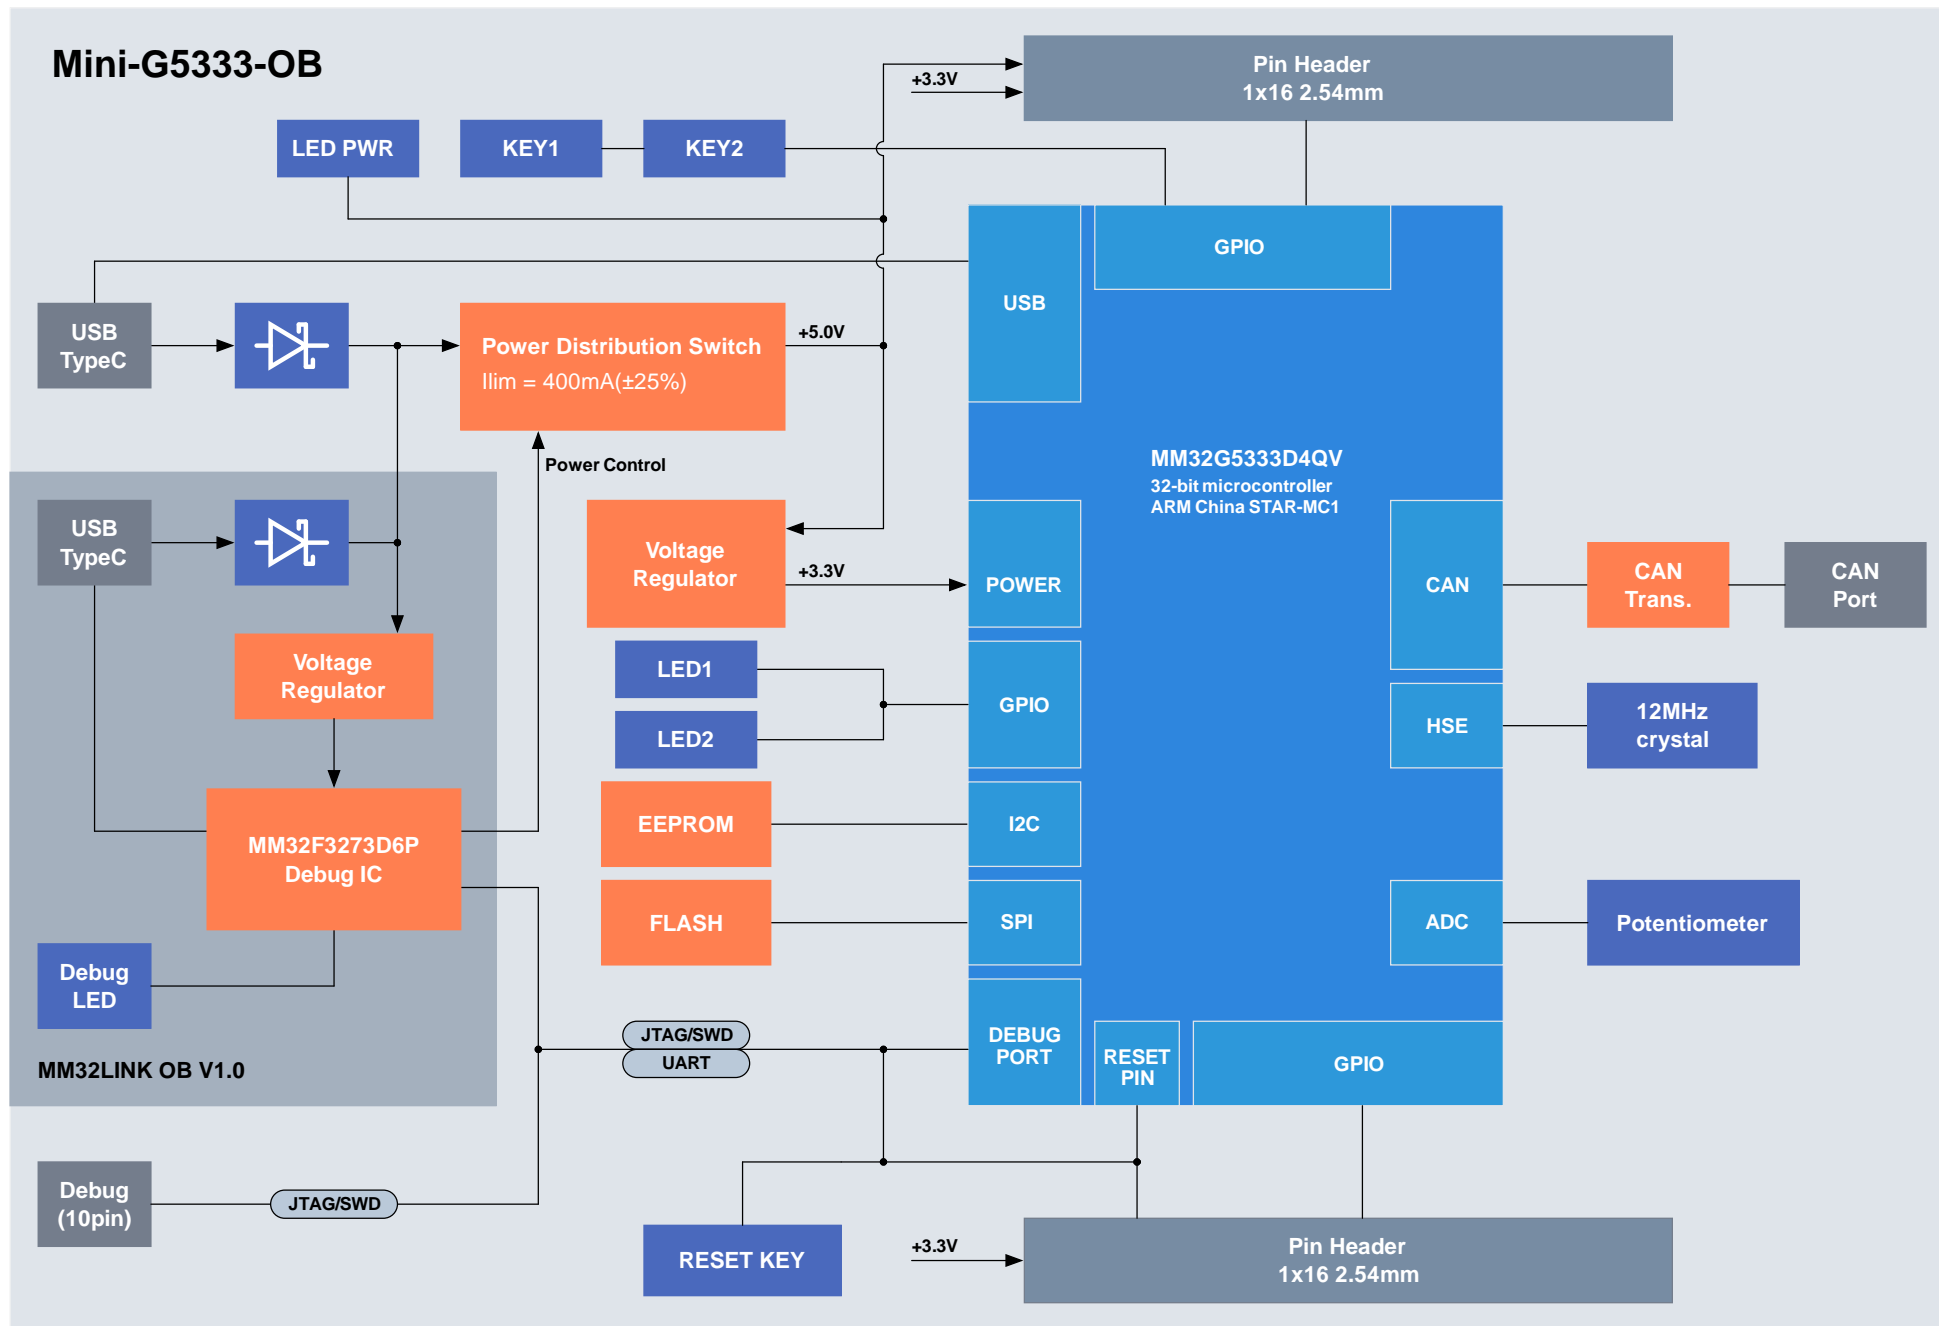 Mini-G5333-OB
Pin Header
1x16 2.54mm
+3.3V
LED PWR
KEY1
KEY2
GPIO
USB
USB
TypeC
Power Distribution Switch
Ilim = 400mA(±25%)
+5.0V
Power Control
MM32G5333D4QV
32-bit microcontroller
ARM China STAR-MC1
USB
TypeC
Voltage
Regulator
+3.3V
POWER
CAN
CAN
Trans.
CAN
Port
Voltage
Regulator
LED1
LED2
GPIO
HSE
12MHz
crystal
MM32F3273D6P
Debug IC
EEPROM
I2C
FLASH
SPI
ADC
Potentiometer
Debug
LED
MM32LINK OB V1.0
JTAG/SWD
UART
DEBUG
PORT
RESET
PIN
GPIO
Debug
(10pin)
JTAG/SWD
RESET KEY
+3.3V
Pin Header
1x16 2.54mm